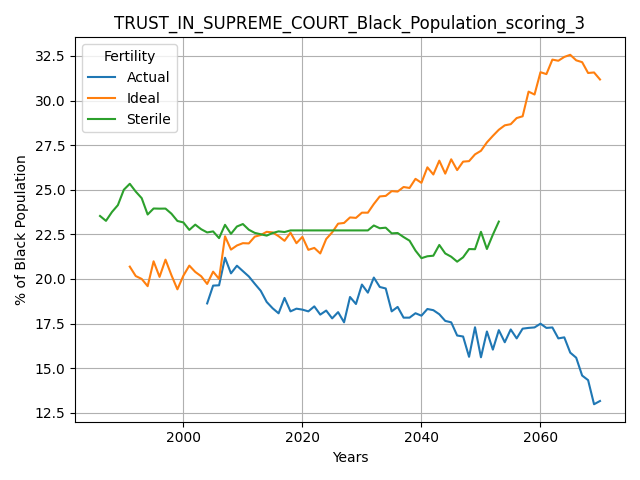 TRUST_IN_SUPREME_COURT_Black_Population_scoring_3
Fertility
Actual
Ideal
Sterile
% of Black Population
32.5
30.0
27.5
25.0
22.5
20.0
17.5
15.0
12.5
2000
2020
2040
2060
Years